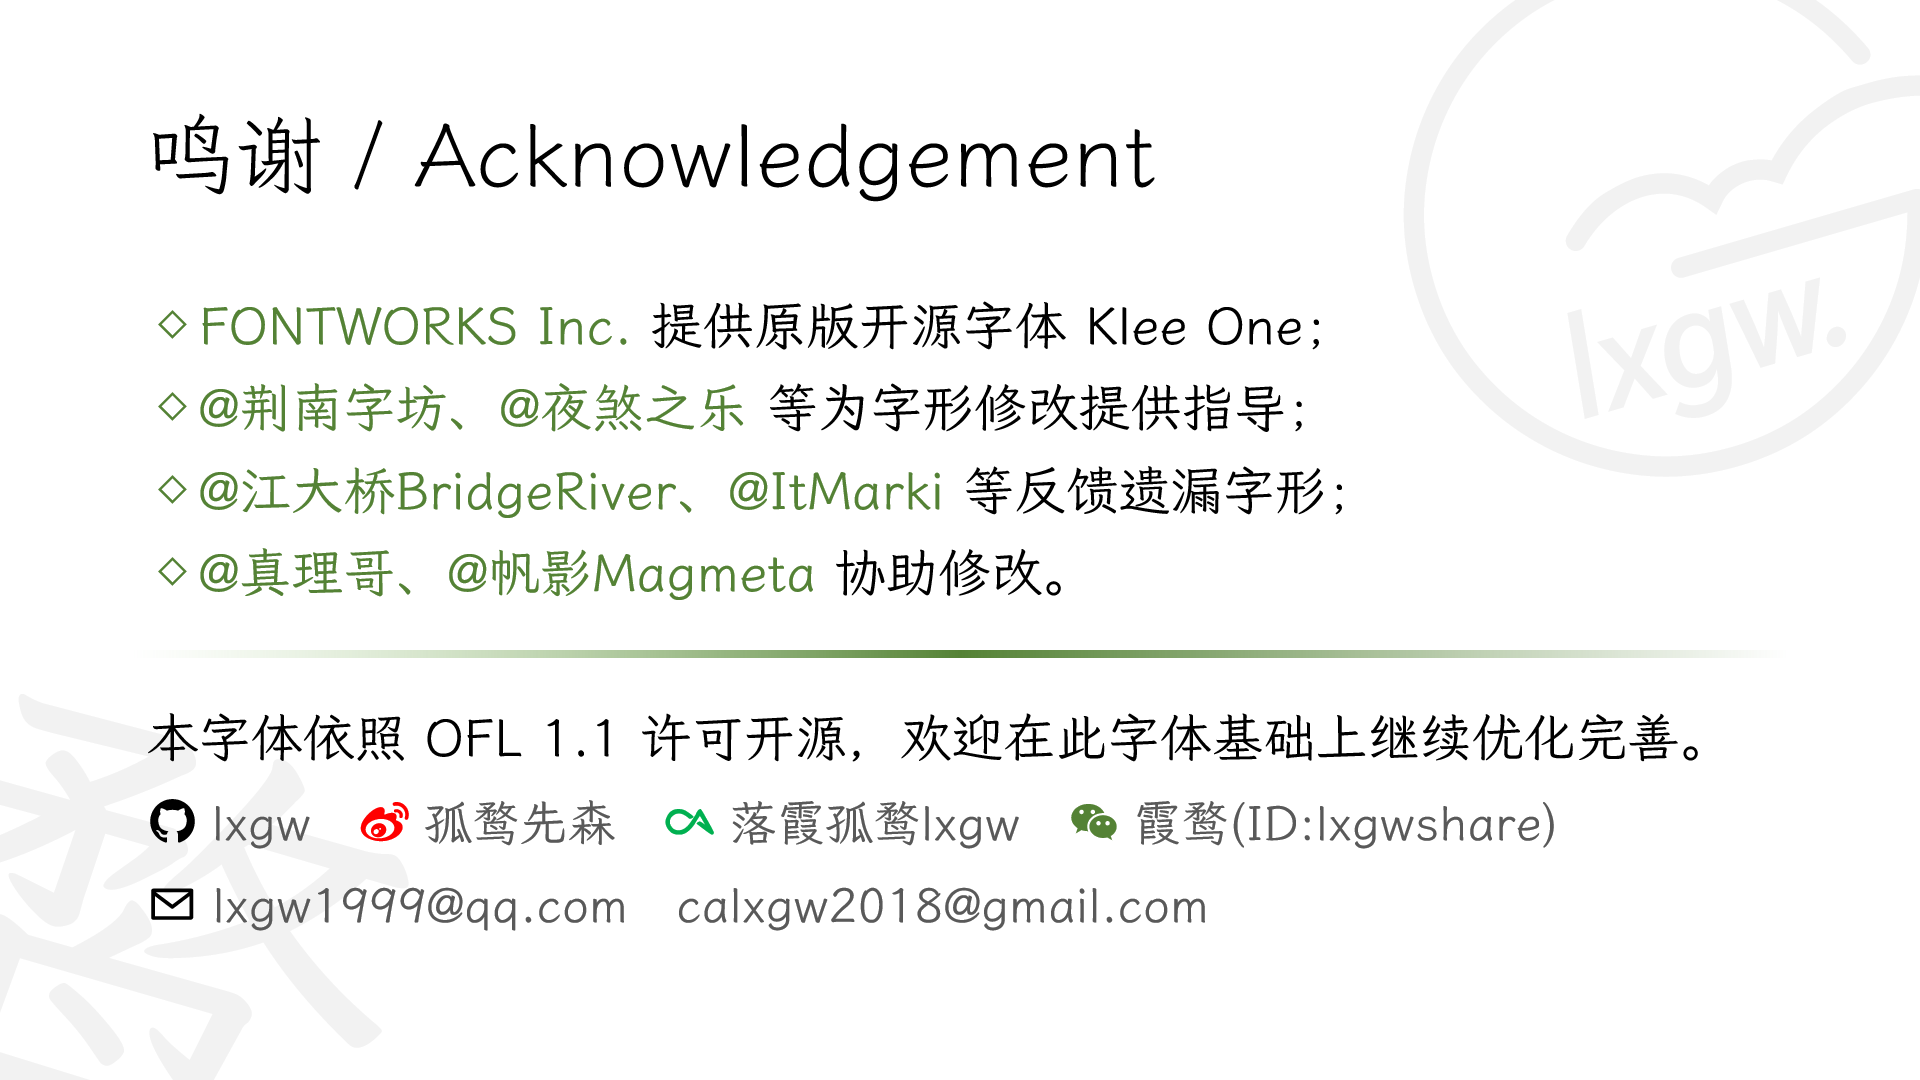 鸣谢 / Acknowledgement
lxgw.
◇FONTWORKS Inc. 提供原版开源字体 Klee One；
◇@荆南字坊、@夜煞之乐 等为字形修改提供指导；
◇@江大桥BridgeRiver、@ItMarki 等反馈遗漏字形；
◇@真理哥、@帆影Magmeta 协助修改。
本字体依照 OFL 1.1 许可开源，欢迎在此字体基础上继续优化完善。
lxgw 孤鹜先森 落霞孤鹜lxgw 霞鹜(ID:lxgwshare)
lxgw1999@qq.com calxgw2018@gmail.com